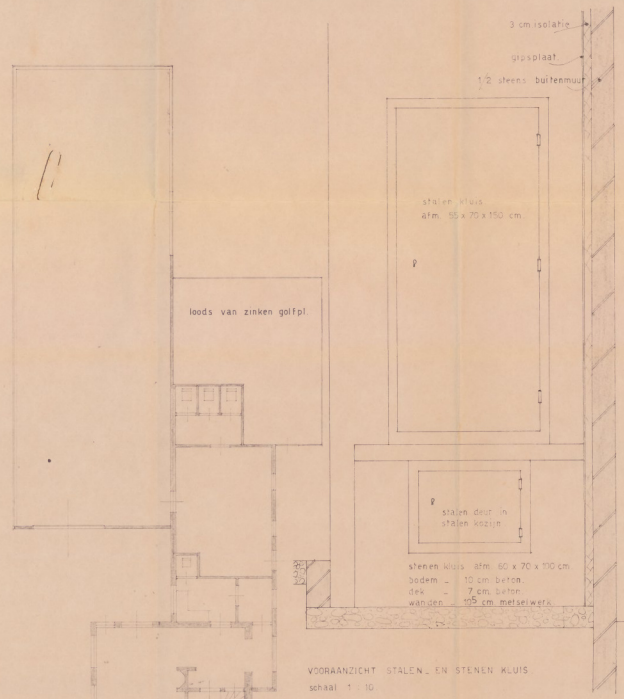 3 cm isolatie
gipsplaat
1/2 steens buitenmuur
stalen kluis
afm. 55 x 70 x 150 cm
loods van zinken golfpl.
stalen deur in
stalen kozijn
stenen kluis afm. 60 x 70 x 100 cm.
bodem - 10 cm beton.
dek - 7 cm beton.
wanden - 10⁵ cm metselwerk
VOORAANZICHT STALEN- EN STENEN KLUIS
schaal 1 : 10